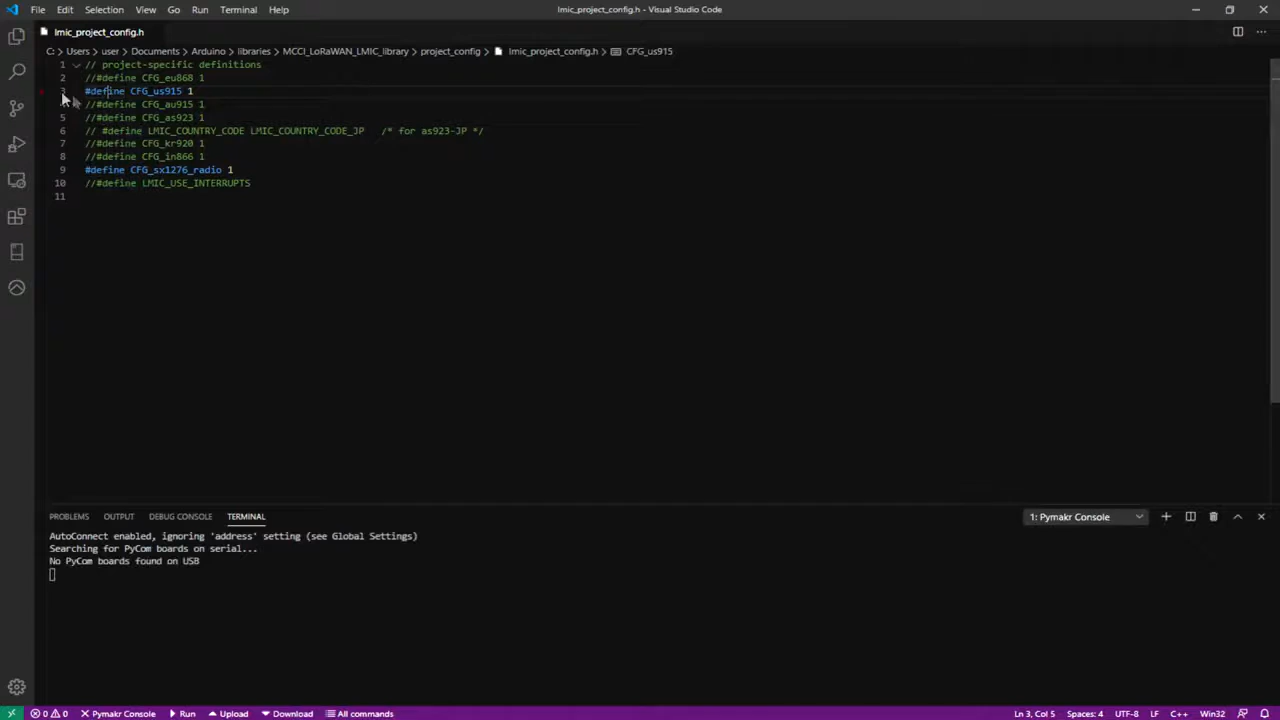 File Edit Selection View Go Run Terminal Help
lmic_project_config.h - Visual Studio Code
lmic_project_config.h
C: > Users > user > Documents > Arduino > libraries > MCCI_LoRaWAN_LMIC_library > project_config > lmic_project_config.h > CFG_us915
1 // project-specific definitions
2 //#define CFG_eu868 1
3 #define CFG_us915 1
4 //#define CFG_au915 1
5 //#define CFG_as923 1
6 // #define LMIC_COUNTRY_CODE LMIC_COUNTRY_CODE_JP /* for as923-JP */
7 //#define CFG_kr920 1
8 //#define CFG_in866 1
9 #define CFG_sx1276_radio 1
10 //#define LMIC_USE_INTERRUPTS
11
PROBLEMS OUTPUT DEBUG CONSOLE TERMINAL 1: Pymakr Console
AutoConnect enabled, ignoring 'address' setting (see Global Settings)
Searching for PyCom boards on serial...
No PyCom boards found on USB
0 0 Pymakr Console Run Upload Download All commands Ln 3, Col 5 Spaces: 4 UTF-8 LF C++ Win32